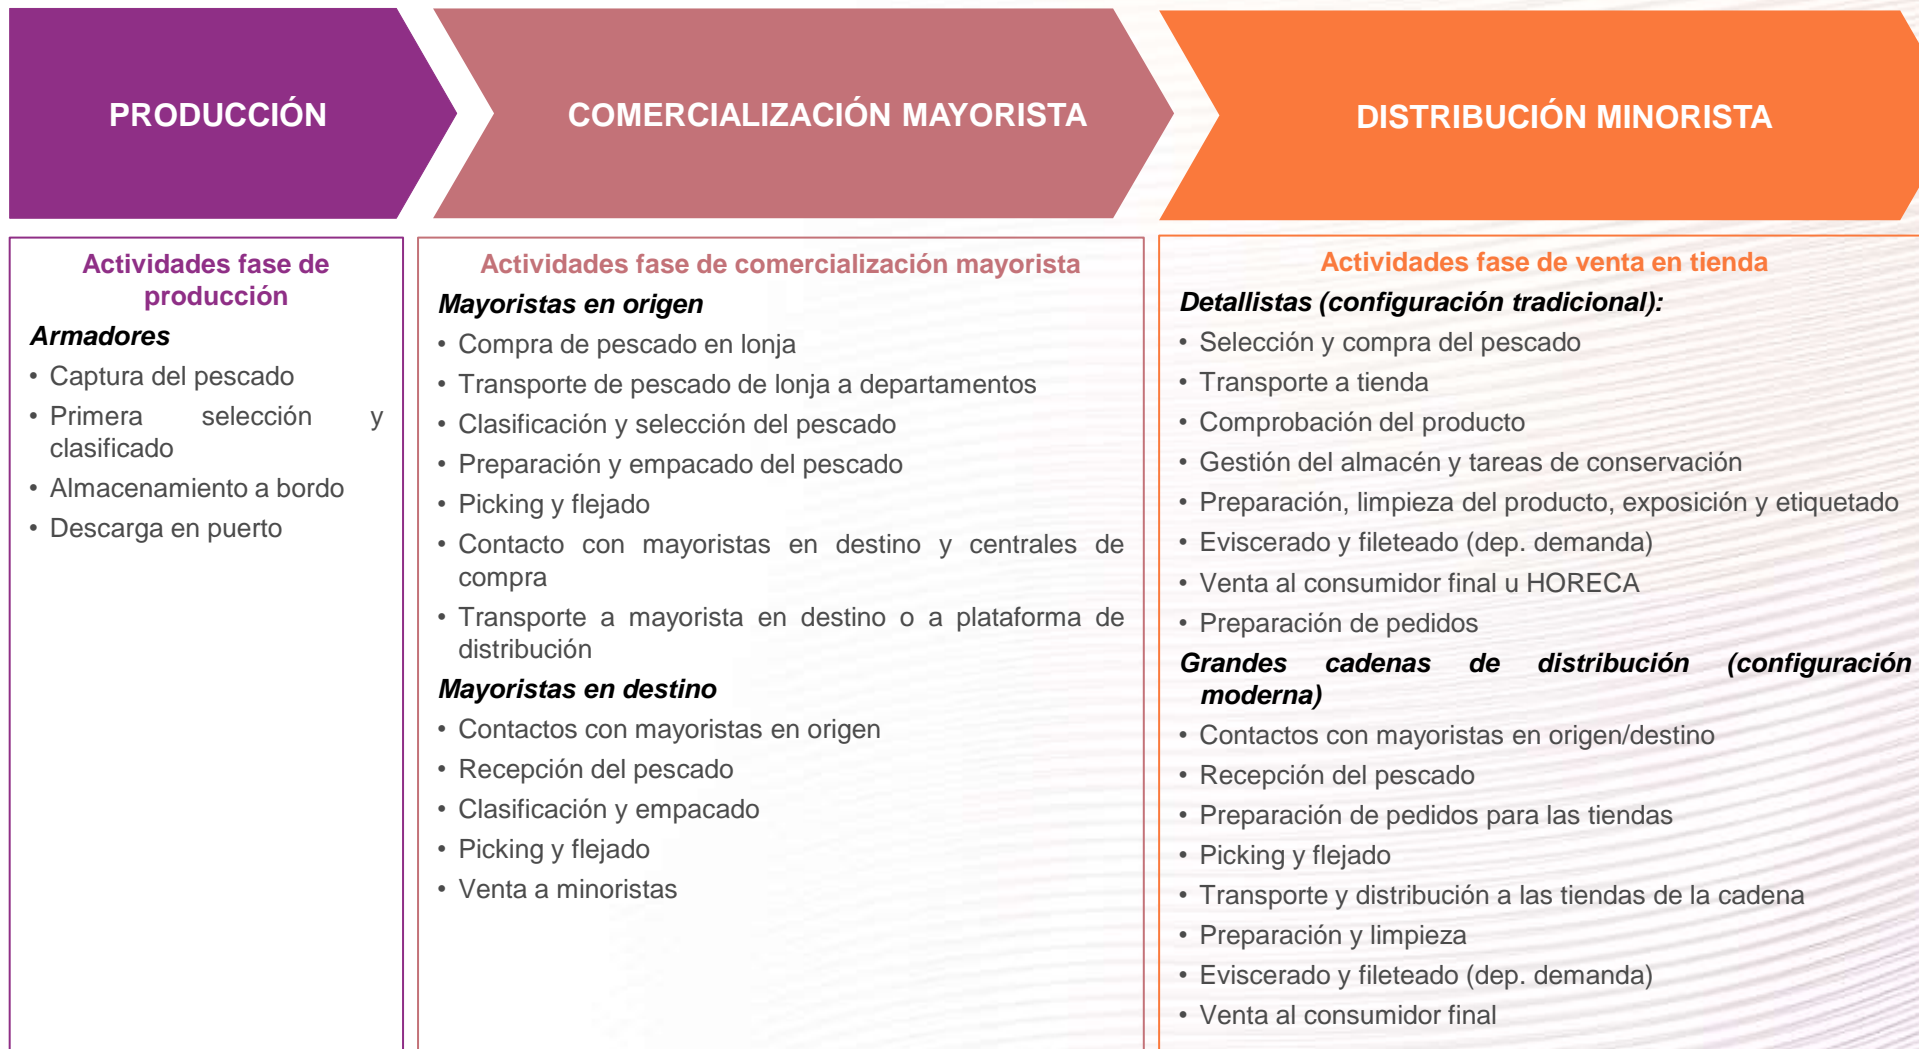 PRODUCCIÓN
COMERCIALIZACIÓN MAYORISTA
DISTRIBUCIÓN MINORISTA
Actividades fase de
producción
Armadores
• Captura del pescado
• Primera selección y
clasificado
• Almacenamiento a bordo
• Descarga en puerto
Actividades fase de comercialización mayorista
Mayoristas en origen
• Compra de pescado en lonja
• Transporte de pescado de lonja a departamentos
• Clasificación y selección del pescado
• Preparación y empacado del pescado
• Picking y flejado
• Contacto con mayoristas en destino y centrales de
compra
• Transporte a mayorista en destino o a plataforma de
distribución
Mayoristas en destino
• Contactos con mayoristas en origen
• Recepción del pescado
• Clasificación y empacado
• Picking y flejado
• Venta a minoristas
Actividades fase de venta en tienda
Detallistas (configuración tradicional):
• Selección y compra del pescado
• Transporte a tienda
• Comprobación del producto
• Gestión del almacén y tareas de conservación
• Preparación, limpieza del producto, exposición y etiquetado
• Eviscerado y fileteado (dep. demanda)
• Venta al consumidor final u HORECA
• Preparación de pedidos
Grandes cadenas de distribución (configuración
moderna)
• Contactos con mayoristas en origen/destino
• Recepción del pescado
• Preparación de pedidos para las tiendas
• Picking y flejado
• Transporte y distribución a las tiendas de la cadena
• Preparación y limpieza
• Eviscerado y fileteado (dep. demanda)
• Venta al consumidor final